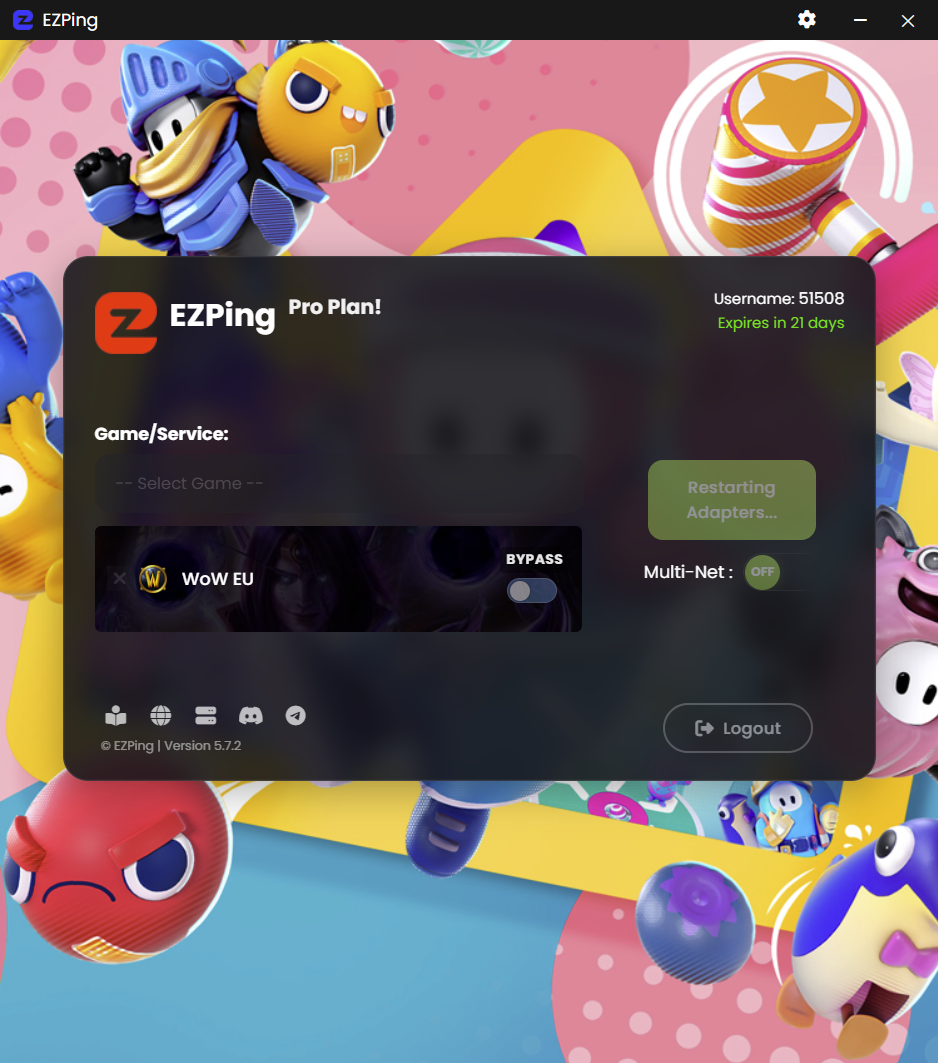 EZPing
EZPing Pro Plan!
Username: 51508
Expires in 21 days
Game/Service:
-- Select Game --
Restarting
Adapters...
WoW EU
BYPASS
Multi-Net :
OFF
© EZPing | Version 5.7.2
Logout